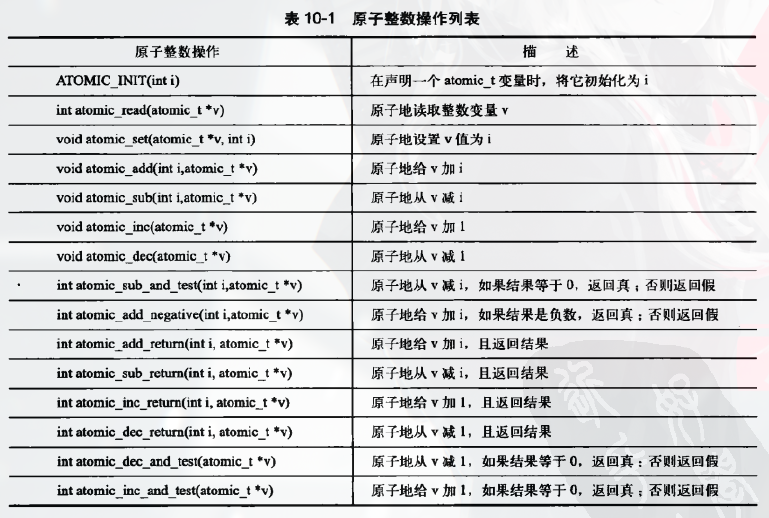 表 10-1 原子整数操作列表
原子整数操作 描 述
ATOMIC_INIT(int i) 在声明一个 atomic_t 变量时，将它初始化为 i
int atomic_read(atomic_t *v) 原子地读取整数变量 v
void atomic_set(atomic_t *v, int i) 原子地设置 v 值为 i
void atomic_add(int i,atomic_t *v) 原子地给 v 加 i
void atomic_sub(int i,atomic_t *v) 原子地从 v 减 i
void atomic_inc(atomic_t *v) 原子地给 v 加 1
void atomic_dec(atomic_t *v) 原子地从 v 减 1
int atomic_sub_and_test(int i,atomic_t *v) 原子地从 v 减 i，如果结果等于 0，返回真；否则返回假
int atomic_add_negative(int i,atomic_t *v) 原子地给 v 加 i，如果结果是负数，返回真；否则返回假
int atomic_add_return(int i, atomic_t *v) 原子地给 v 加 i，且返回结果
int atomic_sub_return(int i, atomic_t *v) 原子地从 v 减 i，且返回结果
int atomic_inc_return(int i, atomic_t *v) 原子地给 v 加 1，且返回结果
int atomic_dec_return(int i, atomic_t *v) 原子地从 v 减 1，且返回结果
int atomic_dec_and_test(atomic_t *v) 原子地从 v 减 1，如果结果等于 0，返回真；否则返回假
int atomic_inc_and_test(atomic_t *v) 原子地给 v 加 1，如果结果等于 0，返回真；否则返回假